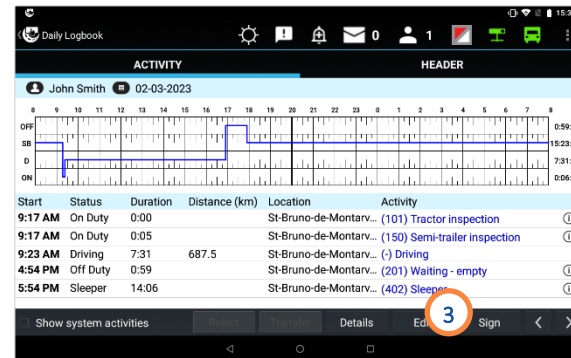 15:3
Daily Logbook 0 1
ACTIVITY HEADER
John Smith 02-03-2023
8 9 10 11 12 13 14 15 16 17 18 19 20 21 22 23 0 1 2 3 4 5 6 7 8
OFF 0:59:
SB 15:23:
D 7:31:
ON 0:06:
Start Status Duration Distance (km) Location Activity
9:17 AM On Duty 0:00 St-Bruno-de-Montarv... (101) Tractor inspection
9:17 AM On Duty 0:05 St-Bruno-de-Montarv... (150) Semi-trailer inspection
9:23 AM Driving 7:31 687.5 St-Bruno-de-Montarv... (-) Driving
4:54 PM Off Duty 0:59 St-Bruno-de-Montarv... (201) Waiting - empty
5:54 PM Sleeper 14:06 St-Bruno-de-Montarv... (402) Sleeper
Show system activities Reject Transfer Details Edi 3 Sign